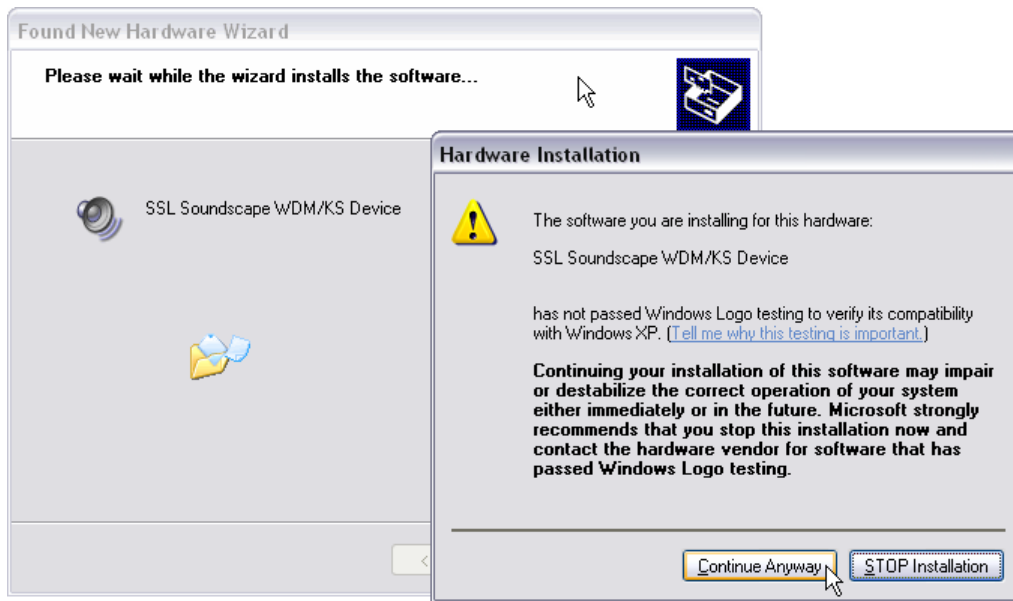 Found New Hardware Wizard
Please wait while the wizard installs the software...
SSL Soundscape WDM/KS Device
<
Hardware Installation
The software you are installing for this hardware:
SSL Soundscape WDM/KS Device
has not passed Windows Logo testing to verify its compatibility
with Windows XP. (Tell me why this testing is important.)
Continuing your installation of this software may impair
or destabilize the correct operation of your system
either immediately or in the future. Microsoft strongly
recommends that you stop this installation now and
contact the hardware vendor for software that has
passed Windows Logo testing.
Continue Anyway
STOP Installation